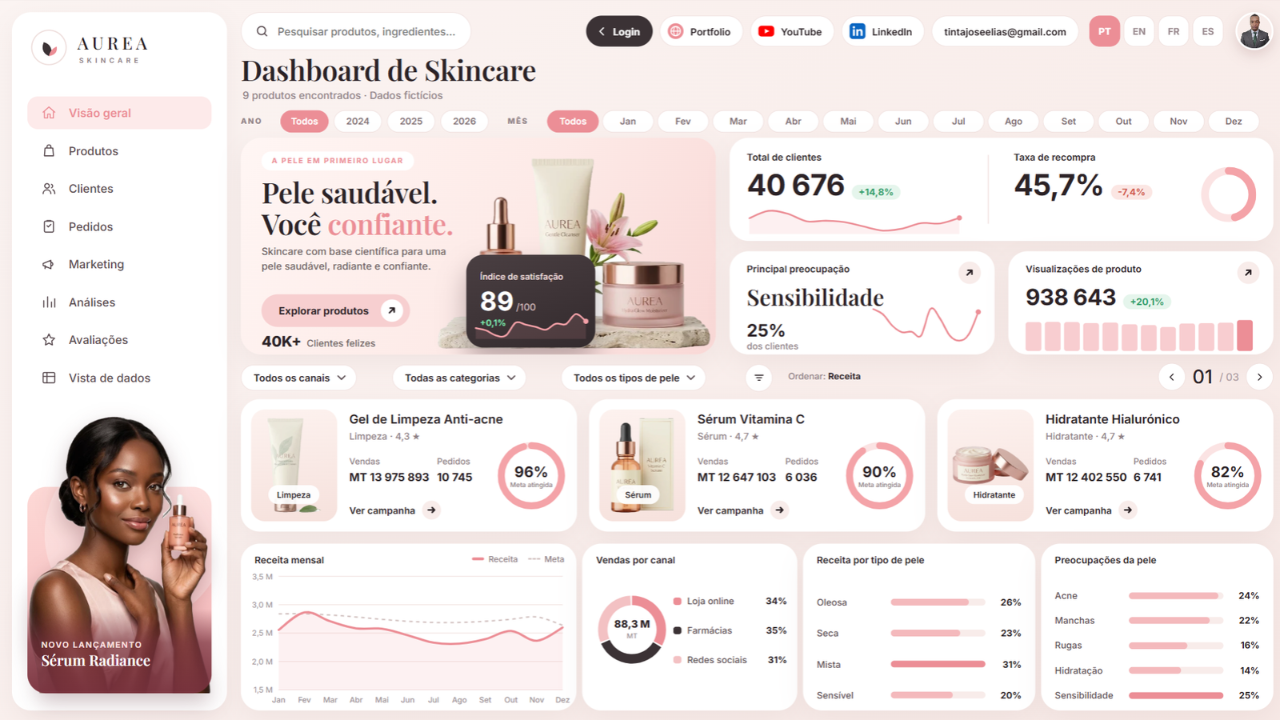 AUREA
SKINCARE
Visão geral
Produtos
Clientes
Pedidos
Marketing
Análises
Avaliações
Vista de dados
NOVO LANÇAMENTO
Sérum Radiance
Pesquisar produtos, ingredientes...
Login
Portfolio
YouTube
LinkedIn
tintajoseelias@gmail.com
PT
EN
FR
ES
Dashboard de Skincare
9 produtos encontrados · Dados fictícios
ANO
Todos
2024
2025
2026
MÊS
Todos
Jan
Fev
Mar
Abr
Mai
Jun
Jul
Ago
Set
Out
Nov
Dez
A PELE EM PRIMEIRO LUGAR
Pele saudável.
Você confiante.
Skincare com base científica para uma
pele saudável, radiante e confiante.
Explorar produtos
40K+ Clientes felizes
AUREA
AUREA
Índice de satisfação
89 /100
+0,1%
Total de clientes
40 676 +14,8%
Taxa de recompra
45,7% -7,4%
Principal preocupação
Sensibilidade
25%
dos clientes
Visualizações de produto
938 643 +20,1%
Todos os canais
Todas as categorias
Todos os tipos de pele
Ordenar: Receita
01 / 03
Gel de Limpeza Anti-acne
Limpeza · 4,3 ★
Vendas Pedidos
MT 13 975 893 10 745
Ver campanha
Limpeza
96%
Meta atingida
Sérum Vitamina C
Sérum · 4,7 ★
Vendas Pedidos
MT 12 647 103 6 036
Ver campanha
Sérum
90%
Meta atingida
Hidratante Hialurónico
Hidratante · 4,7 ★
Vendas Pedidos
MT 12 402 550 6 741
Ver campanha
Hidratante
82%
Meta atingida
Receita mensal
Receita
Meta
3,5 M
3,0 M
2,5 M
2,0 M
1,5 M
Jan Fev Mar Abr Mai Jun Jul Ago Set Out Nov Dez
Vendas por canal
88,3 M
MT
Loja online 34%
Farmácias 35%
Redes sociais 31%
Receita por tipo de pele
Oleosa 26%
Seca 23%
Mista 31%
Sensível 20%
Preocupações da pele
Acne 24%
Manchas 22%
Rugas 16%
Hidratação 14%
Sensibilidade 25%